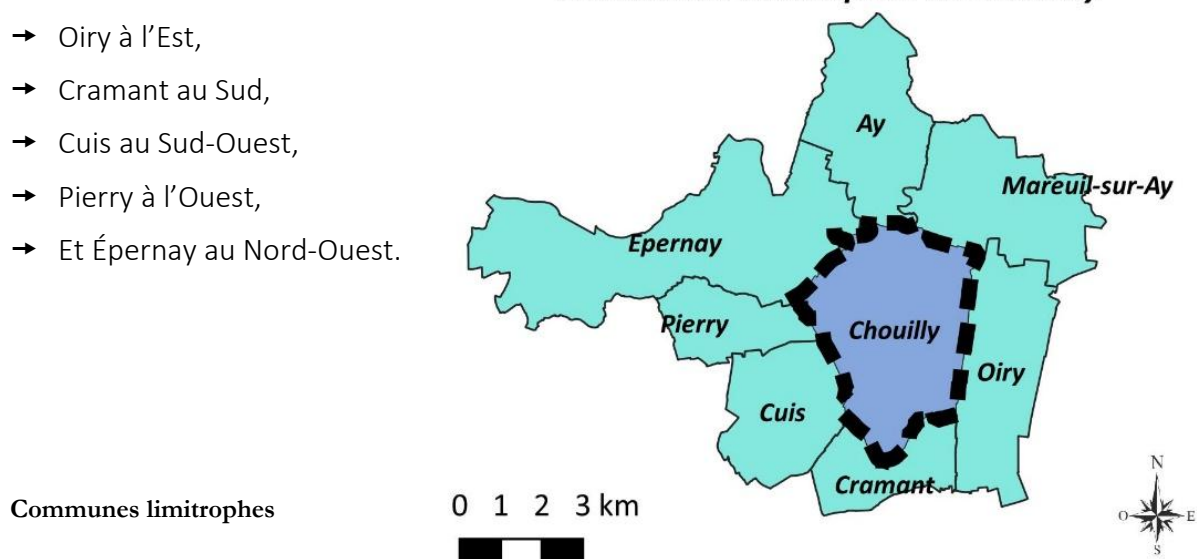 → Oiry à l’Est,
→ Cramant au Sud,
→ Cuis au Sud-Ouest,
→ Pierry à l’Ouest,
→ Et Épernay au Nord-Ouest.
Ay
Mareuil-sur-Ay
Epernay
Pierry
Chouilly
Oiry
Cuis
Cramant
Communes limitrophes
0 1 2 3 km
N
O E
S